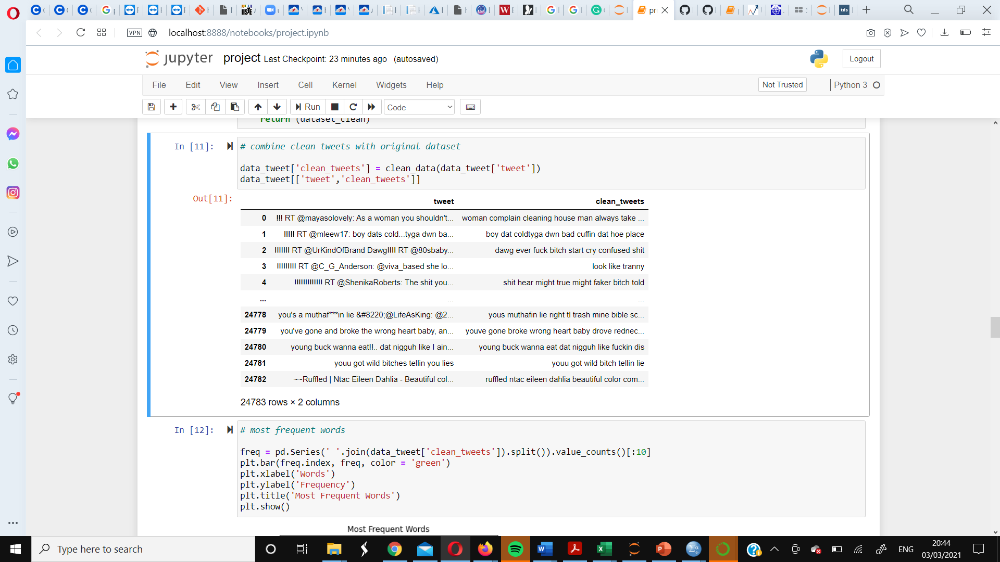 localhost:8888/notebooks/project.ipynb
VPN
jupyter project Last Checkpoint: 23 minutes ago (autosaved)
Logout
File Edit View Insert Cell Kernel Widgets Help
Not Trusted Python 3
Run Code
return (dataset_clean)
In [11]: # combine clean tweets with original dataset
data_tweet['clean_tweets'] = clean_data(data_tweet['tweet'])
data_tweet[['tweet','clean_tweets']]
Out[11]:
tweet clean_tweets
0 !!! RT @mayasolovely: As a woman you shouldn't... woman complain cleaning house man always take ...
1 !!!!! RT @mleew17: boy dats cold...tyga dwn ba... boy dat coldtyga dwn bad cuffin dat hoe place
2 !!!!!!! RT @UrKindOfBrand Dawg!!!! RT @80sbaby... dawg ever fuck bitch start cry confused shit
3 !!!!!!!!! RT @C_G_Anderson: @viva_based she lo... look like tranny
4 !!!!!!!!!!!!! RT @ShenikaRoberts: The shit you... shit hear might true might faker bitch told
... ... ...
24778 you's a muthaf***in lie &#8220;@LifeAsKing: @2... yous muthafin lie right tl trash mine bible sc...
24779 you've gone and broke the wrong heart baby, an... youve gone broke wrong heart baby drove rednec...
24780 young buck wanna eat!!.. dat nigguh like I ain... young buck wanna eat dat nigguh like fuckin dis
24781 youu got wild bitches tellin you lies youu got wild bitch tellin lie
24782 ~~Ruffled | Ntac Eileen Dahlia - Beautiful col... ruffled ntac eileen dahlia beautiful color com...
24783 rows × 2 columns
In [12]: # most frequent words
freq = pd.Series(' '.join(data_tweet['clean_tweets']).split()).value_counts()[:10]
plt.bar(freq.index, freq, color = 'green')
plt.xlabel('Words')
plt.ylabel('Frequency')
plt.title('Most Frequent Words')
plt.show()
Most Frequent Words
Type here to search
ENG
20:44
03/03/2021